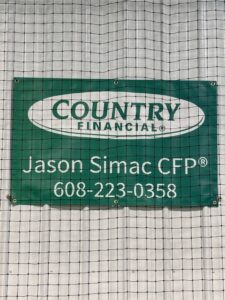 COUNTRY
FINANCIAL®
Jason Simac CFP®
608-223-0358